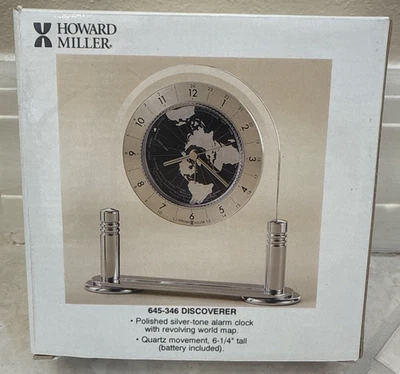 HOWARD
MILLER®
12
1
2
3
4
5
6
7
8
9
10
11
645-346 DISCOVERER
• Polished silver-tone alarm clock
with revolving world map.
• Quartz movement, 6-1/4" tall
(battery included).